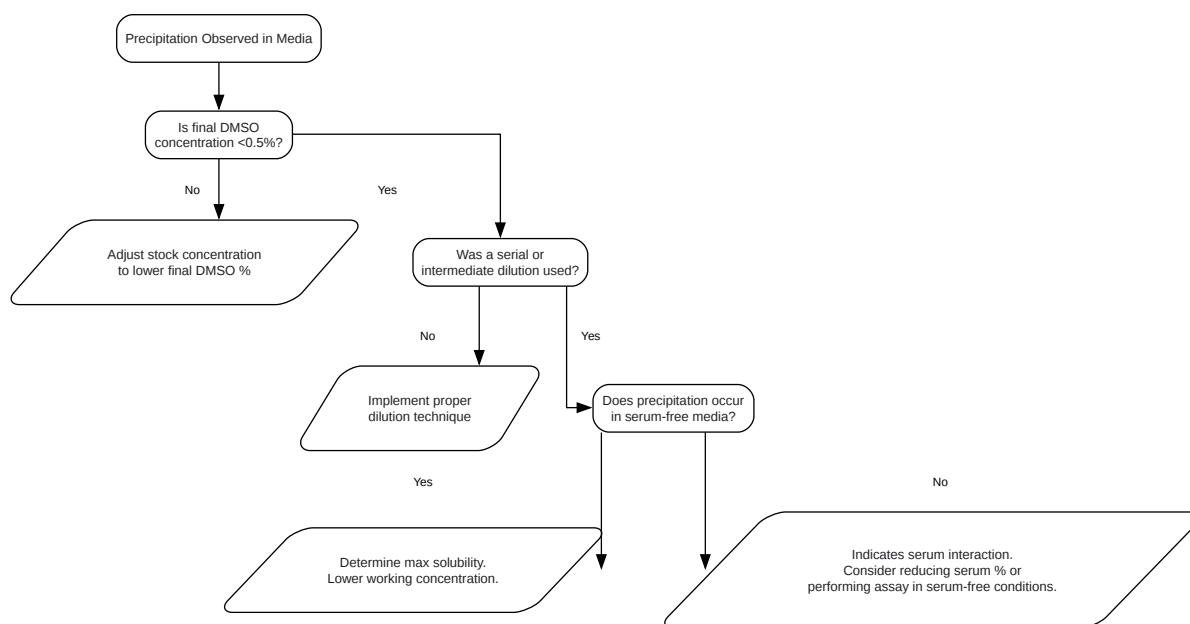 Precipitation Observed in Media
Is final DMSO
concentration <0.5%?
No
Yes
Adjust stock concentration
to lower final DMSO %
Was a serial or
intermediate dilution used?
No
Yes
Implement proper
dilution technique
Does precipitation occur
in serum-free media?
Yes
No
Determine max solubility.
Lower working concentration.
Indicates serum interaction.
Consider reducing serum % or
performing assay in serum-free conditions.